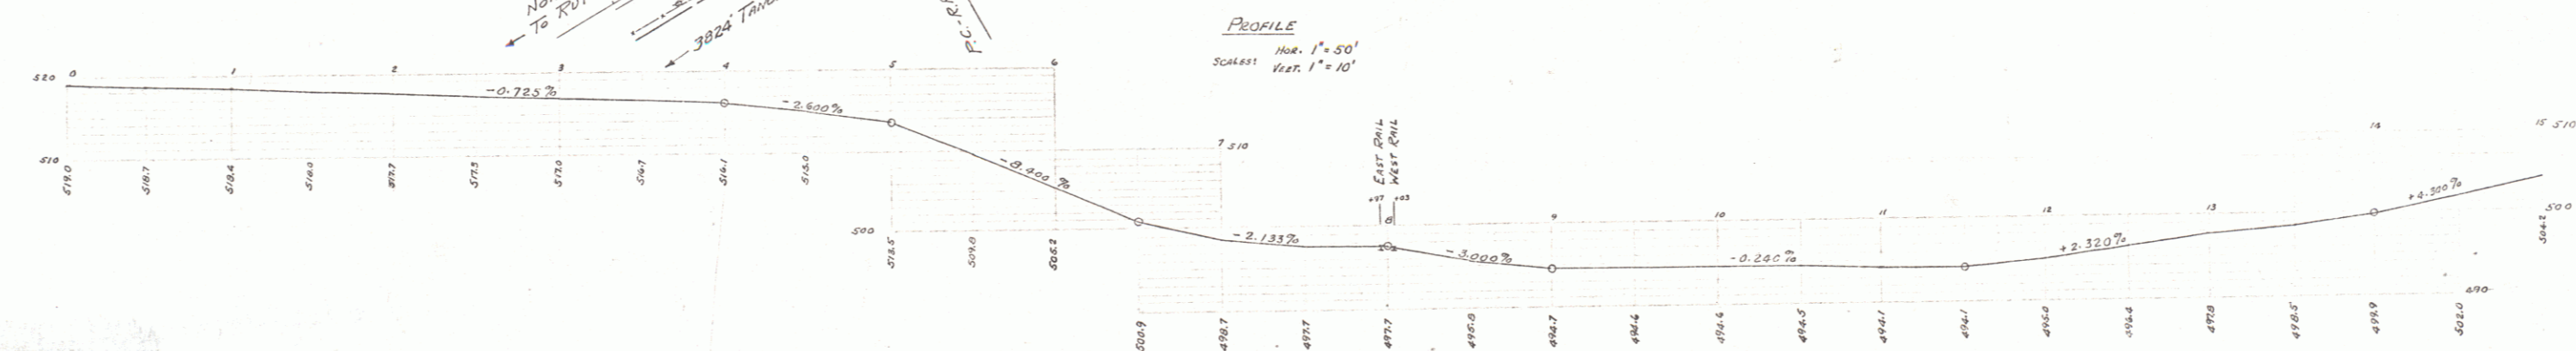 No
To RUT
3824' TANG
P.C.-R.R
PROFILE
SCALES:
HOR. 1" = 50'
VERT. 1" = 10'
520 0 1 2 3 4 5 6
-0.725%
-2.600%
-8.400%
510
519.0 518.7 518.4 518.0 517.7 517.3 517.0 516.7 516.1 515.0
7 510
500
513.5 509.8 505.2
-2.133%
EAST RAIL
WEST RAIL
+97 +03
8 9 10 11 12 13 14 15 510
-3.000%
-0.240%
+2.320%
+4.300%
500
490
500.9 498.7 497.7 497.7 495.8 494.7 494.6 494.6 494.5 494.1 494.1 495.0 496.4 497.8 498.5 499.9 502.0 504.2